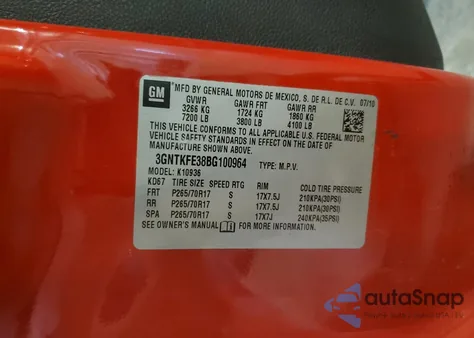 GM
MFD BY GENERAL MOTORS DE MEXICO, S. DE R.L. DE C.V. 07/10
GVWR GAWR FRT GAWR RR
3266 KG 1724 KG 1860 KG
7200 LB 3800 LB 4100 LB
THIS VEHICLE CONFORMS TO ALL APPLICABLE U.S. FEDERAL MOTOR
VEHICLE SAFETY STANDARDS IN EFFECT ON THE DATE OF
MANUFACTURE SHOWN ABOVE.
3GNTKFE38BG100964 TYPE: M.P.V.
MODEL: K10936
KD67 TIRE SIZE SPEED RTG RIM COLD TIRE PRESSURE
FRT P265/70R17 S 17X7.5J 210KPA(30PSI)
RR P265/70R17 S 17X7.5J 210KPA(30PSI)
SPA P265/70R17 S 17X7J 240KPA(35PSI)
SEE OWNER'S MANUAL FOR MORE INFORMATION.
autoSnap